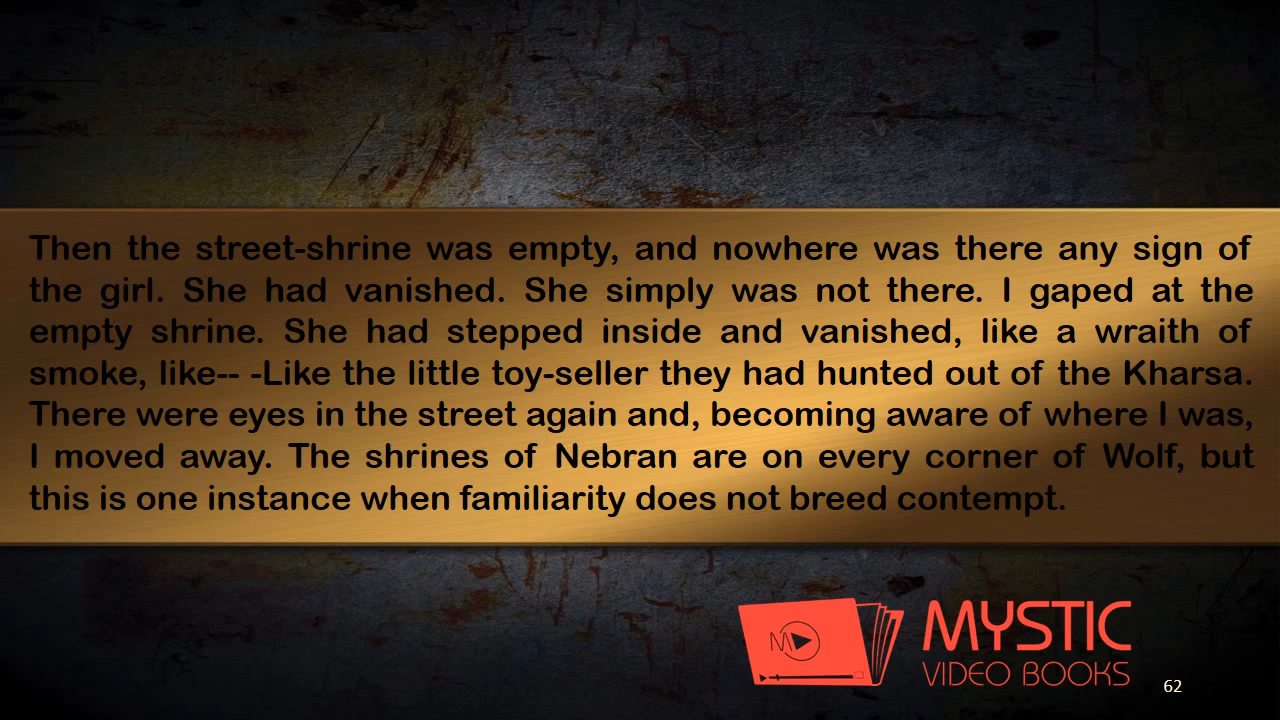 Then the street-shrine was empty, and nowhere was there any sign of
the girl. She had vanished. She simply was not there. I gaped at the
empty shrine. She had stepped inside and vanished, like a wraith of
smoke, like-- -Like the little toy-seller they had hunted out of the Kharsa.
There were eyes in the street again and, becoming aware of where I was,
I moved away. The shrines of Nebran are on every corner of Wolf, but
this is one instance when familiarity does not breed contempt.
M
MYSTIC
VIDEO BOOKS
62